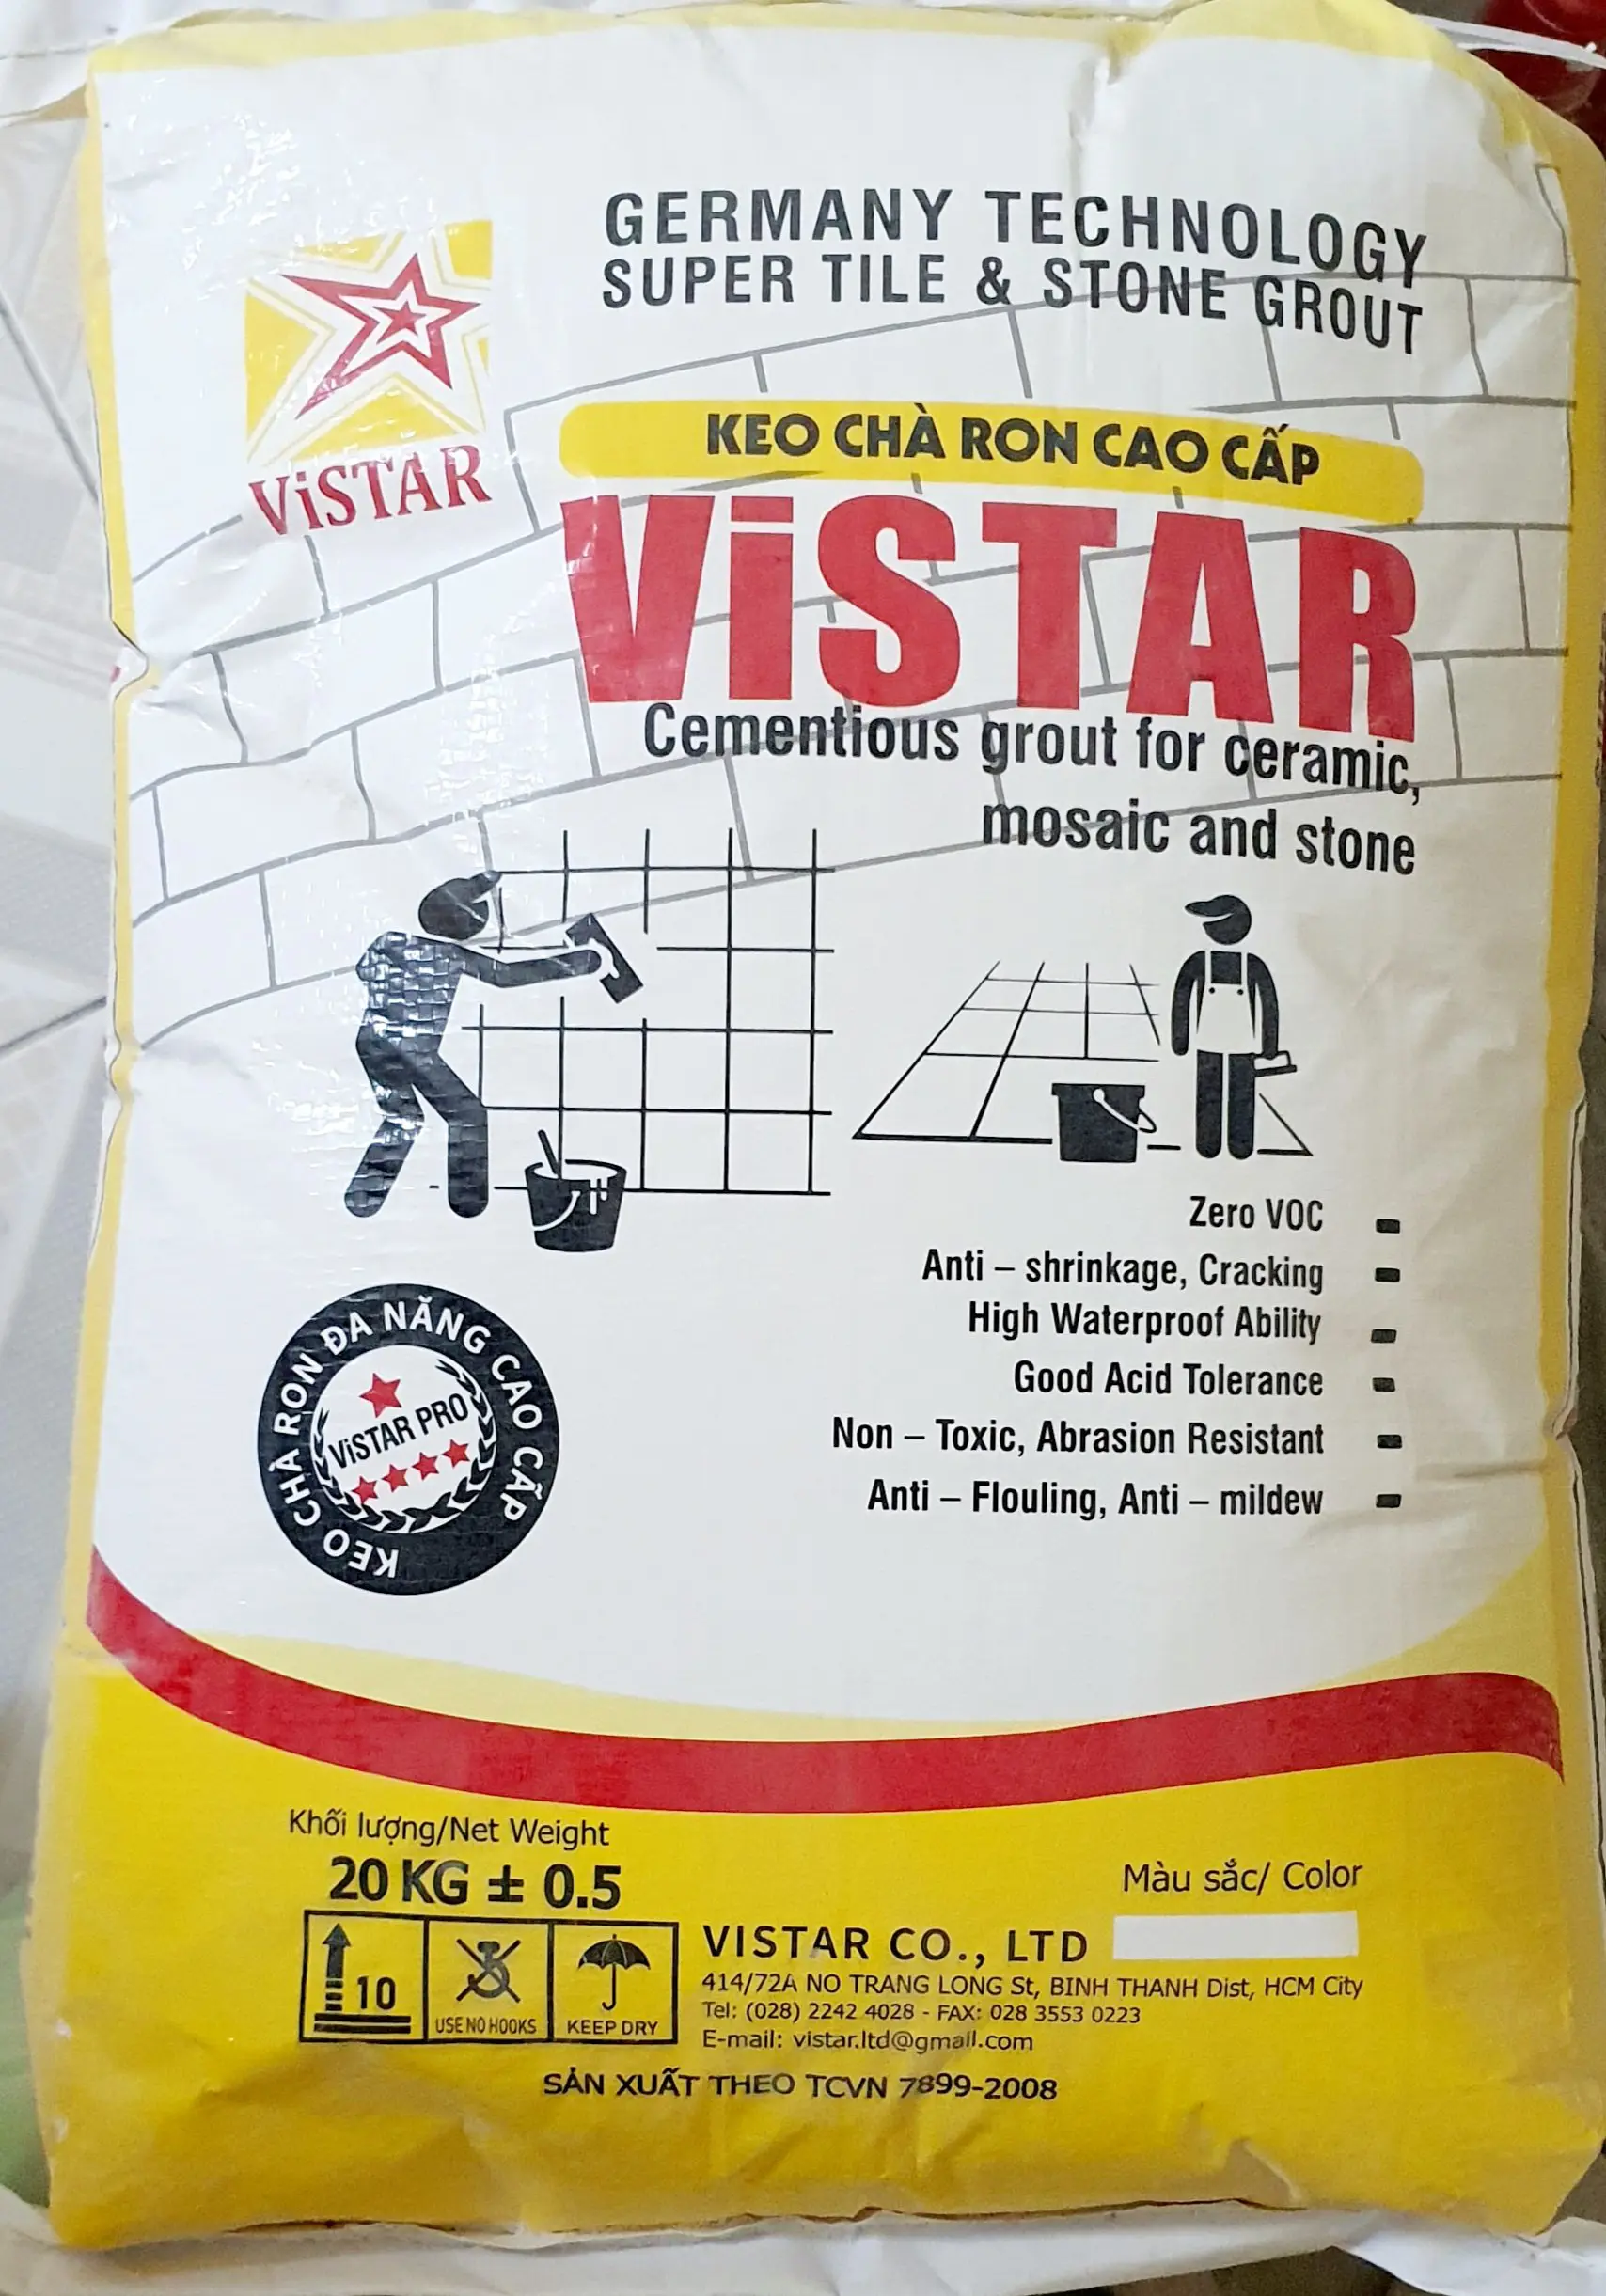 GERMANY TECHNOLOGY
SUPER TILE & STONE GROUT
ViSTAR
KEO CHÀ RON CAO CẤP
ViSTAR
Cementious grout for ceramic,
mosaic and stone
Zero VOC
Anti – shrinkage, Cracking
High Waterproof Ability
Good Acid Tolerance
Non – Toxic, Abrasion Resistant
Anti – Flouling, Anti – mildew
KEO CHÀ RON ĐA NĂNG CAO CẤP
ViSTAR PRO
Khối lượng/Net Weight
20 KG ± 0.5
Màu sắc/ Color
10
USE NO HOOKS
KEEP DRY
VISTAR CO., LTD
414/72A NO TRANG LONG St, BINH THANH Dist, HCM City
Tel: (028) 2242 4028 - FAX: 028 3553 0223
E-mail: vistar.ltd@gmail.com
SẢN XUẤT THEO TCVN 7899-2008